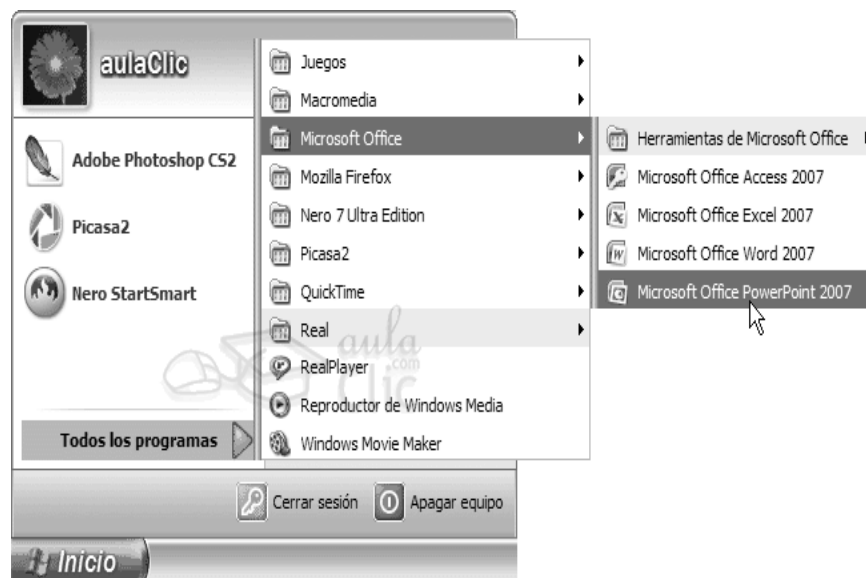 aulaClic
Adobe Photoshop CS2
Picasa2
Nero StartSmart
Todos los programas
Juegos
Macromedia
Microsoft Office
Mozilla Firefox
Nero 7 Ultra Edition
Picasa2
QuickTime
Real
RealPlayer
Reproductor de Windows Media
Windows Movie Maker
Herramientas de Microsoft Office
Microsoft Office Access 2007
Microsoft Office Excel 2007
Microsoft Office Word 2007
Microsoft Office PowerPoint 2007
aula
.com
CLIC
Cerrar sesión
Apagar equipo
Inicio